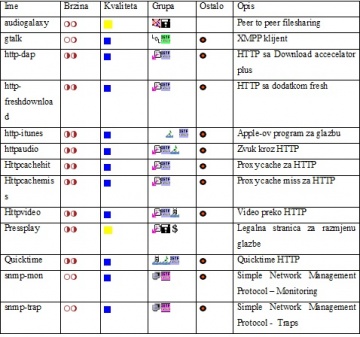 Ime Brzina Kvaliteta Grupa Ostalo Opis
audiogalaxy Peer to peer filesharing
gtalk XMPP klijent
http-dap HTTP sa Download accecelator
plus
http- HTTP sa dodatkom fresh
freshdownloa
d
http-itunes Apple-ov program za glazbu
httpaudio Zvuk kroz HTTP
Httpcachehit Proxy cache za HTTP
Httpcachemis Proxy cache miss za HTTP
s
Httpvideo Video preko HTTP
Pressplay $ Legalna stranica za razmjenu
glazbe
Quicktime Quicktime HTTP
snmp-mon Simple Network Management
Protocol – Monitoring
snmp-trap Simple Network Management
Protocol - Traps